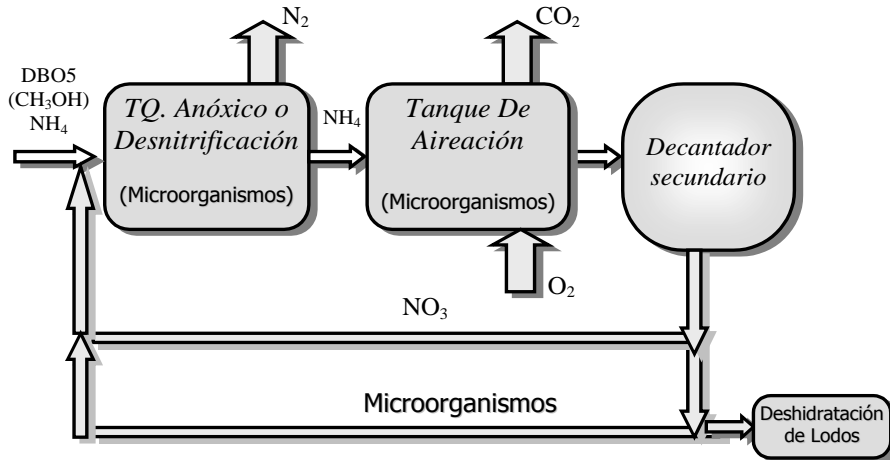 N₂
CO₂
DBO5
(CH₃OH)
NH₄
TQ. Anóxico o
Desnitrificación
(Microorganismos)
NH₄
Tanque De
Aireación
(Microorganismos)
Decantador
secundario
O₂
NO₃
Microorganismos
Deshidratación
de Lodos